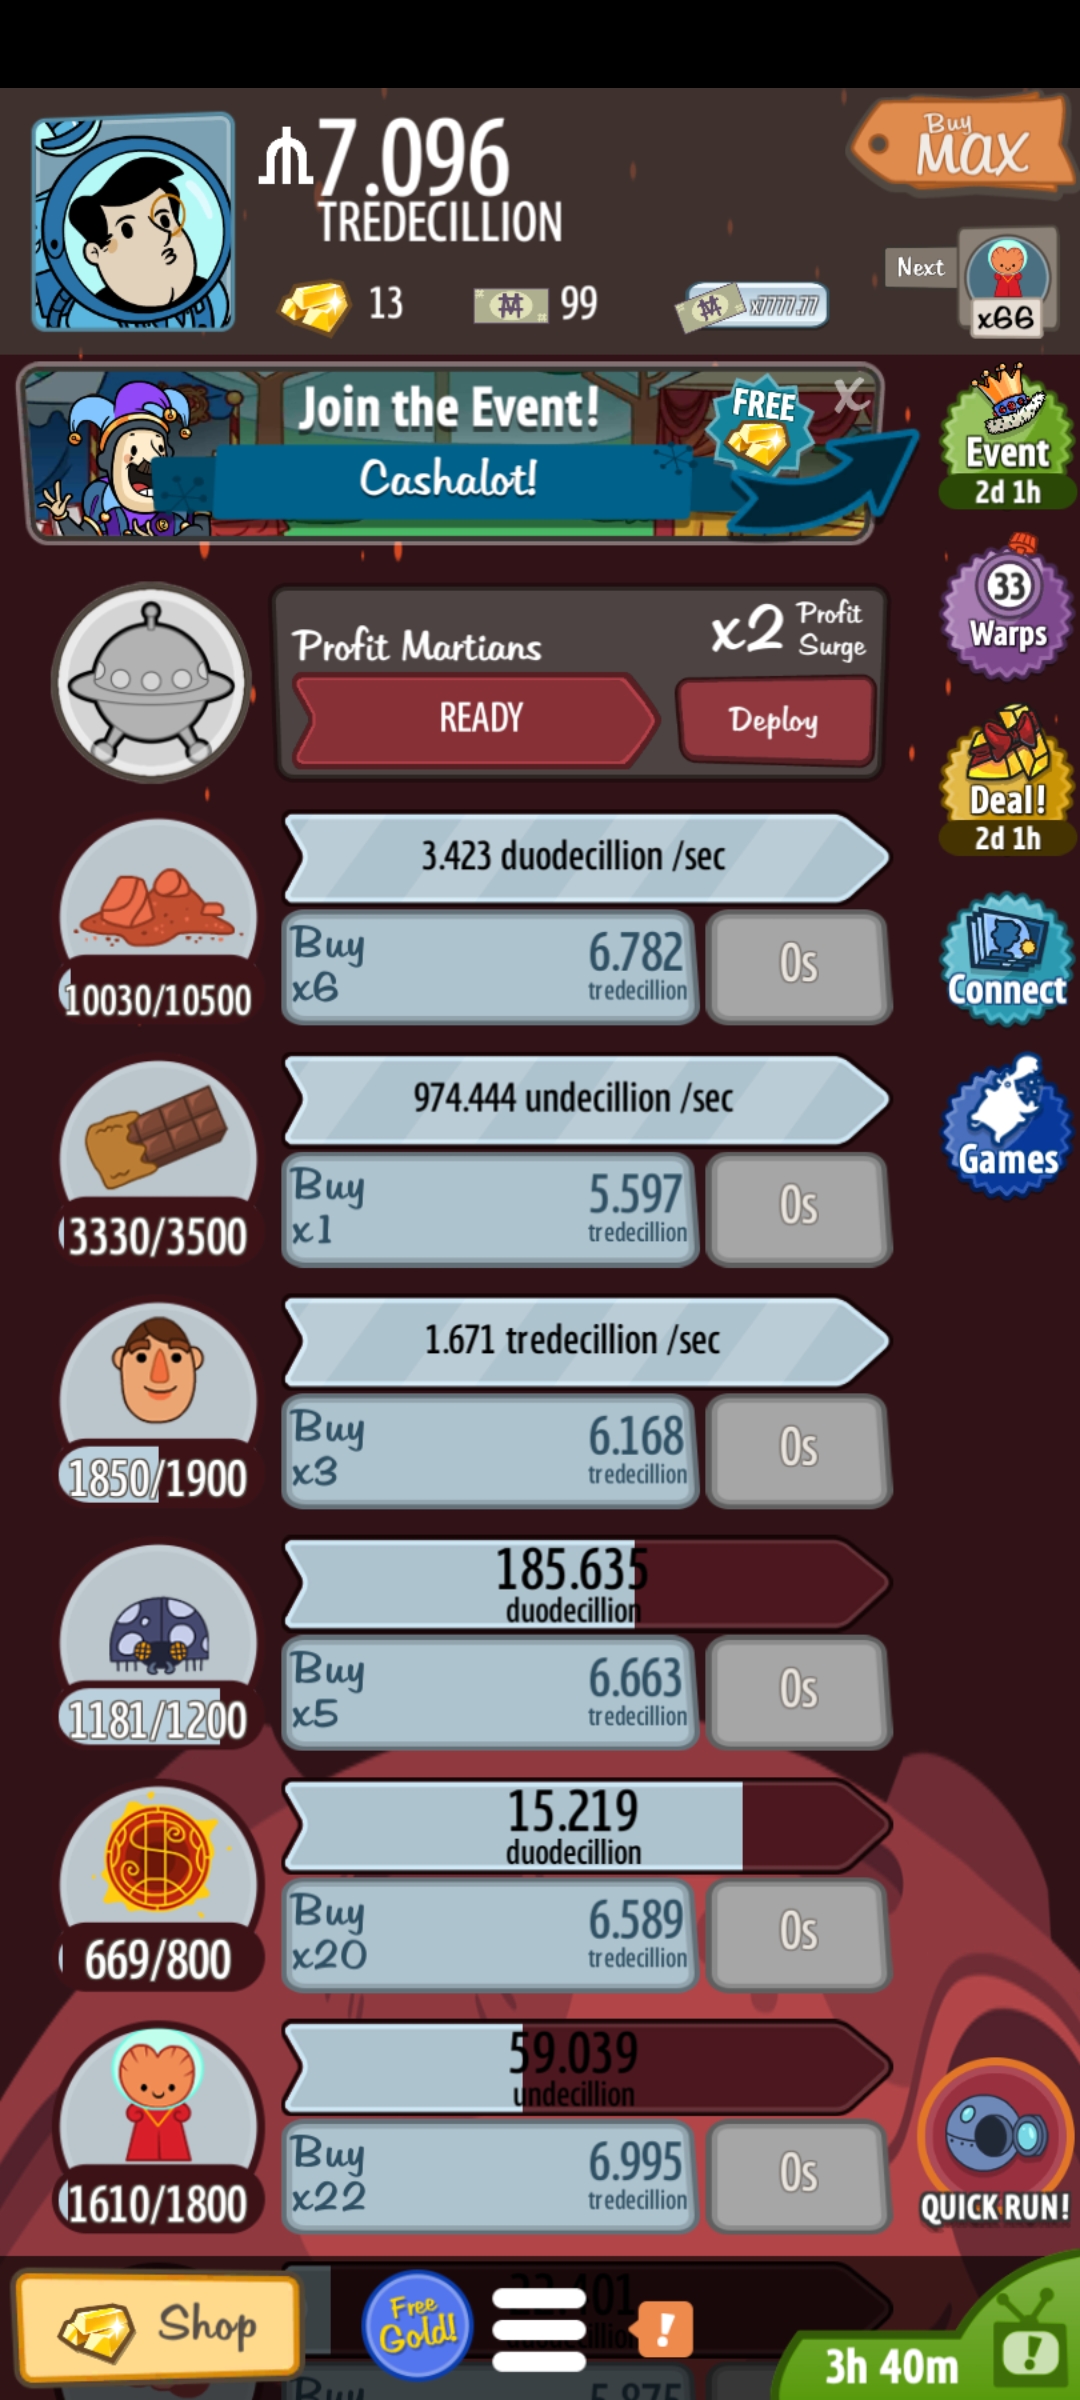 7.096
TREDECILLION
Buy
MAX
13
99
x7777.77
Next
x66
Join the Event!
Cashalot!
FREE
X
Event
2d 1h
33
Warps
Profit Martians
x2 Profit Surge
READY
Deploy
Deal!
2d 1h
3.423 duodecillion /sec
10030/10500
Buy
x6
6.782
tredecillion
0s
Connect
974.444 undecillion /sec
3330/3500
Buy
x1
5.597
tredecillion
0s
Games
1.671 tredecillion /sec
1850/1900
Buy
x3
6.168
tredecillion
0s
185.635
duodecillion
1181/1200
Buy
x5
6.663
tredecillion
0s
15.219
duodecillion
669/800
Buy
x20
6.589
tredecillion
0s
59.039
undecillion
1610/1800
Buy
x22
6.995
tredecillion
0s
QUICK RUN!
Shop
Free
Gold!
!
3h 40m
!
Buy
5.875